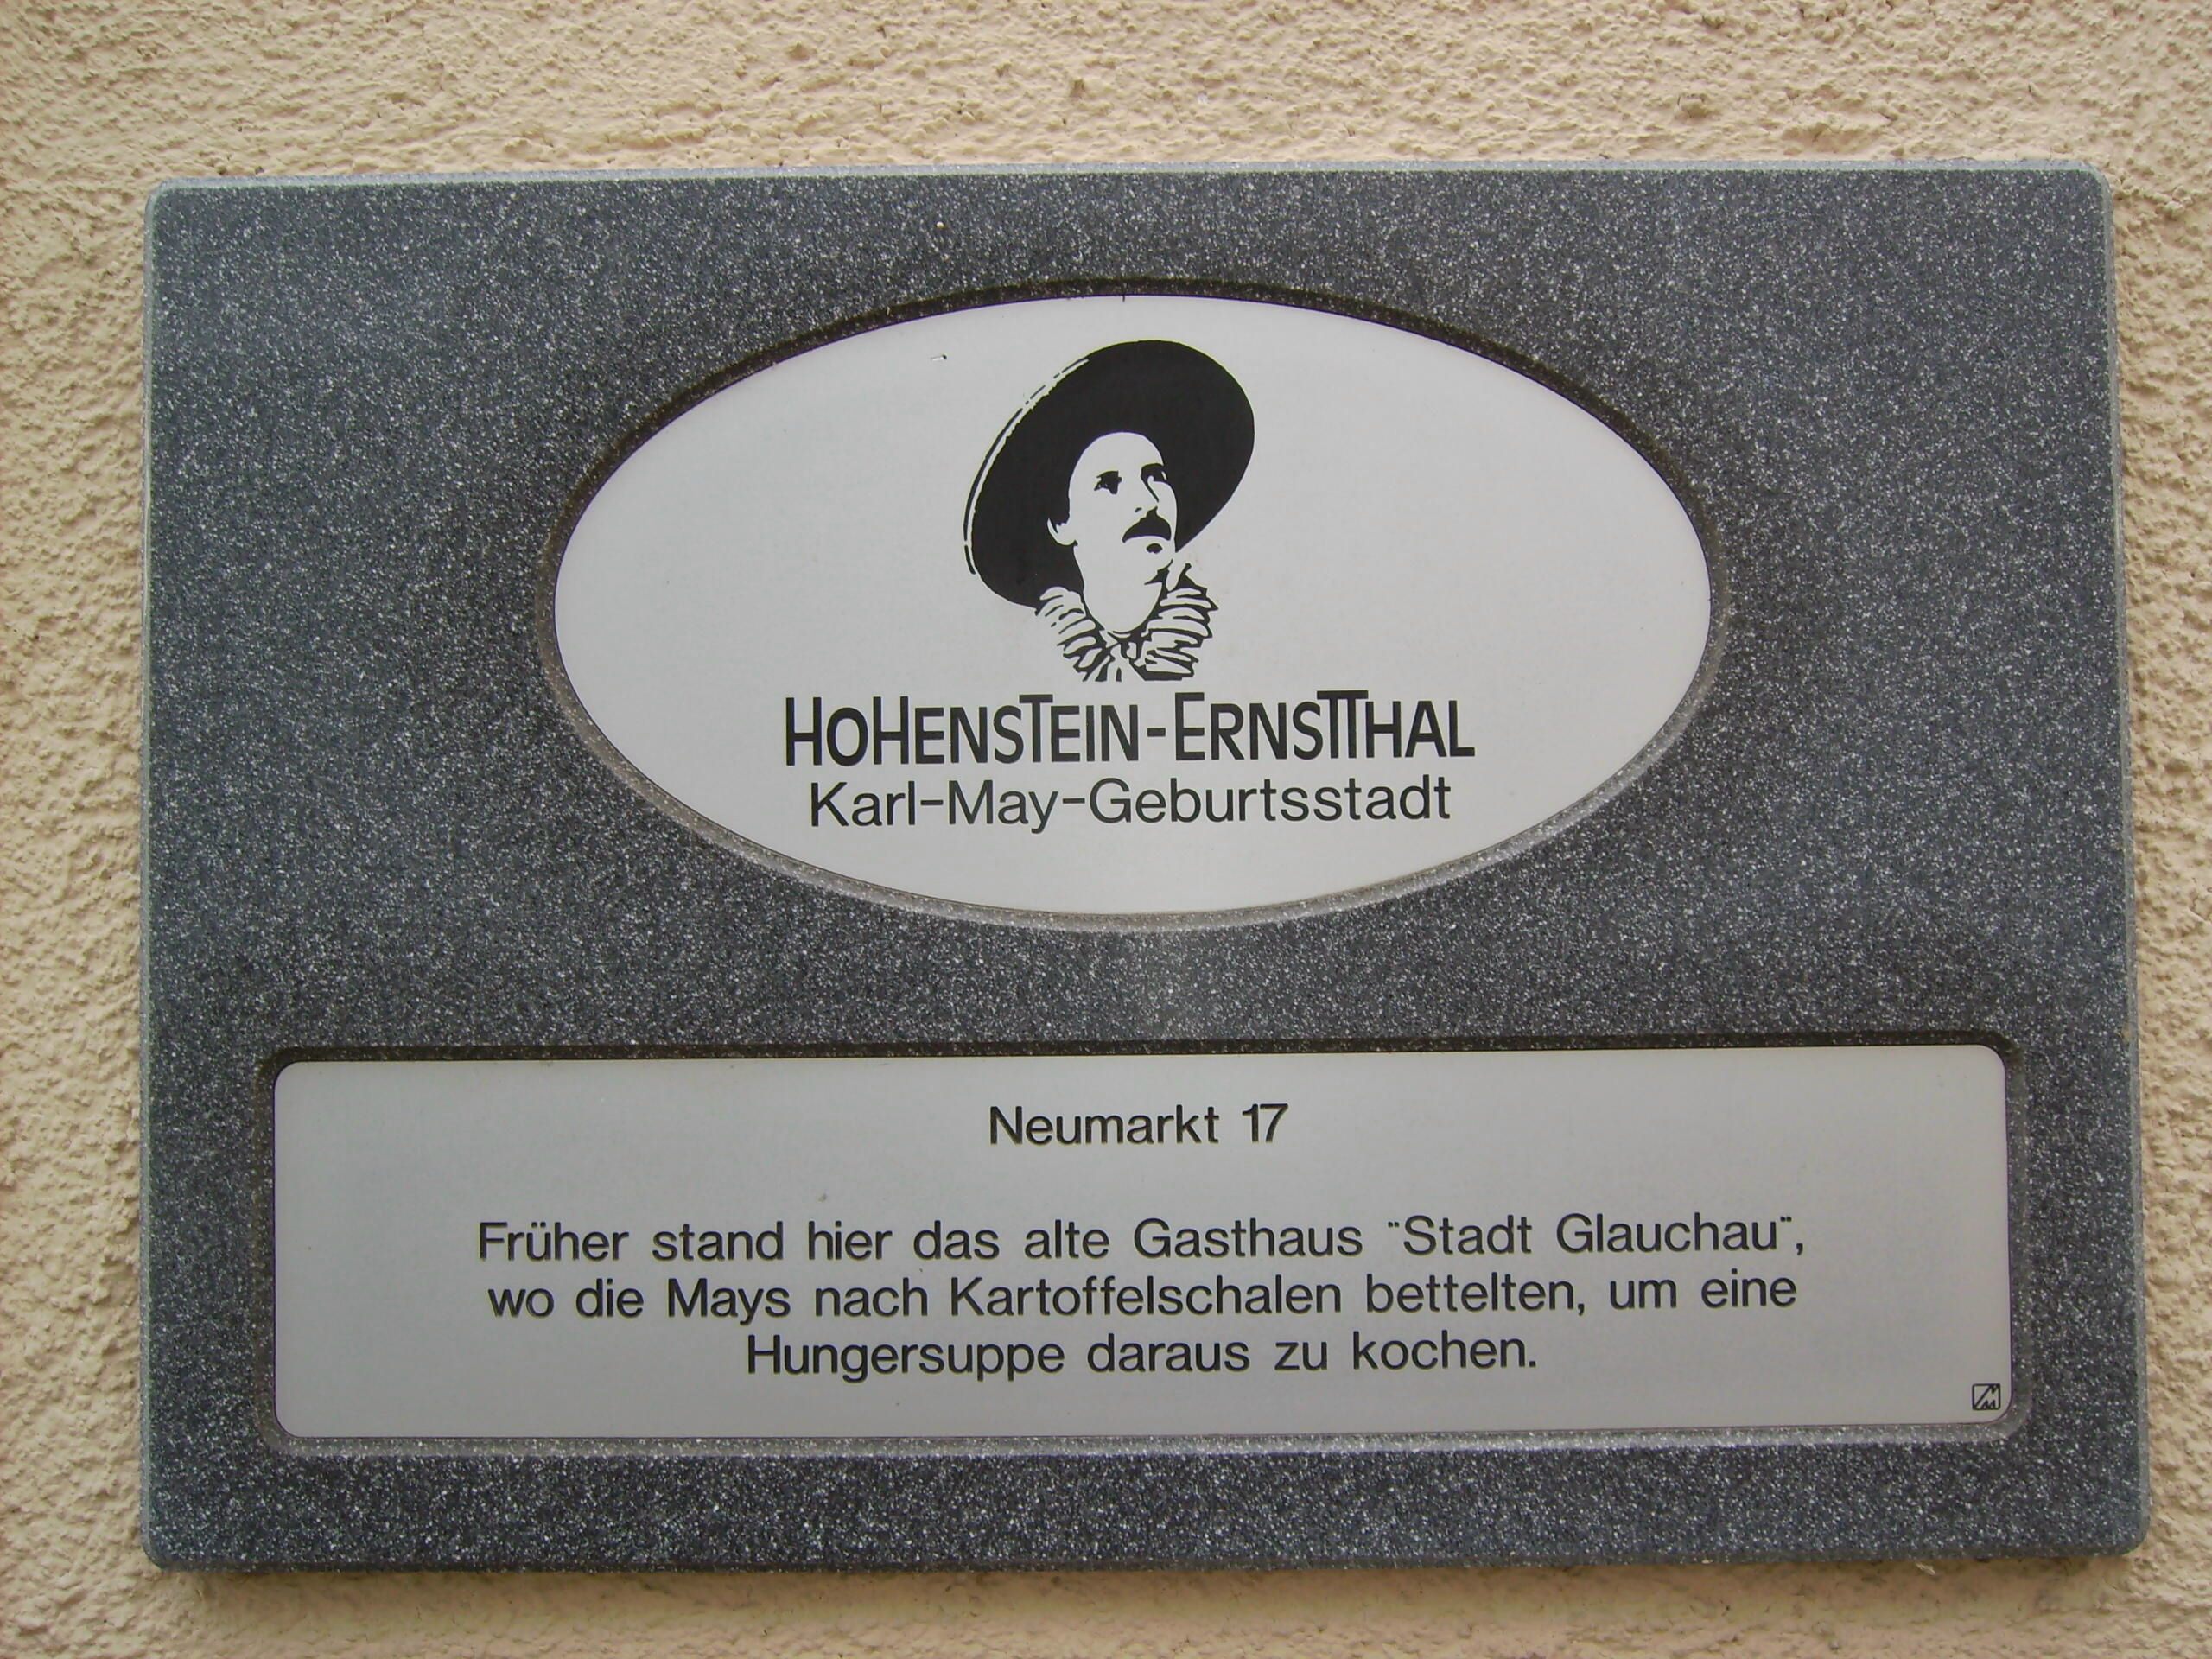 HOHENSTEIN-ERNSTTHAL
Karl-May-Geburtsstadt
Neumarkt 17
Früher stand hier das alte Gasthaus "Stadt Glauchau",
wo die Mays nach Kartoffelschalen bettelten, um eine
Hungersuppe daraus zu kochen.